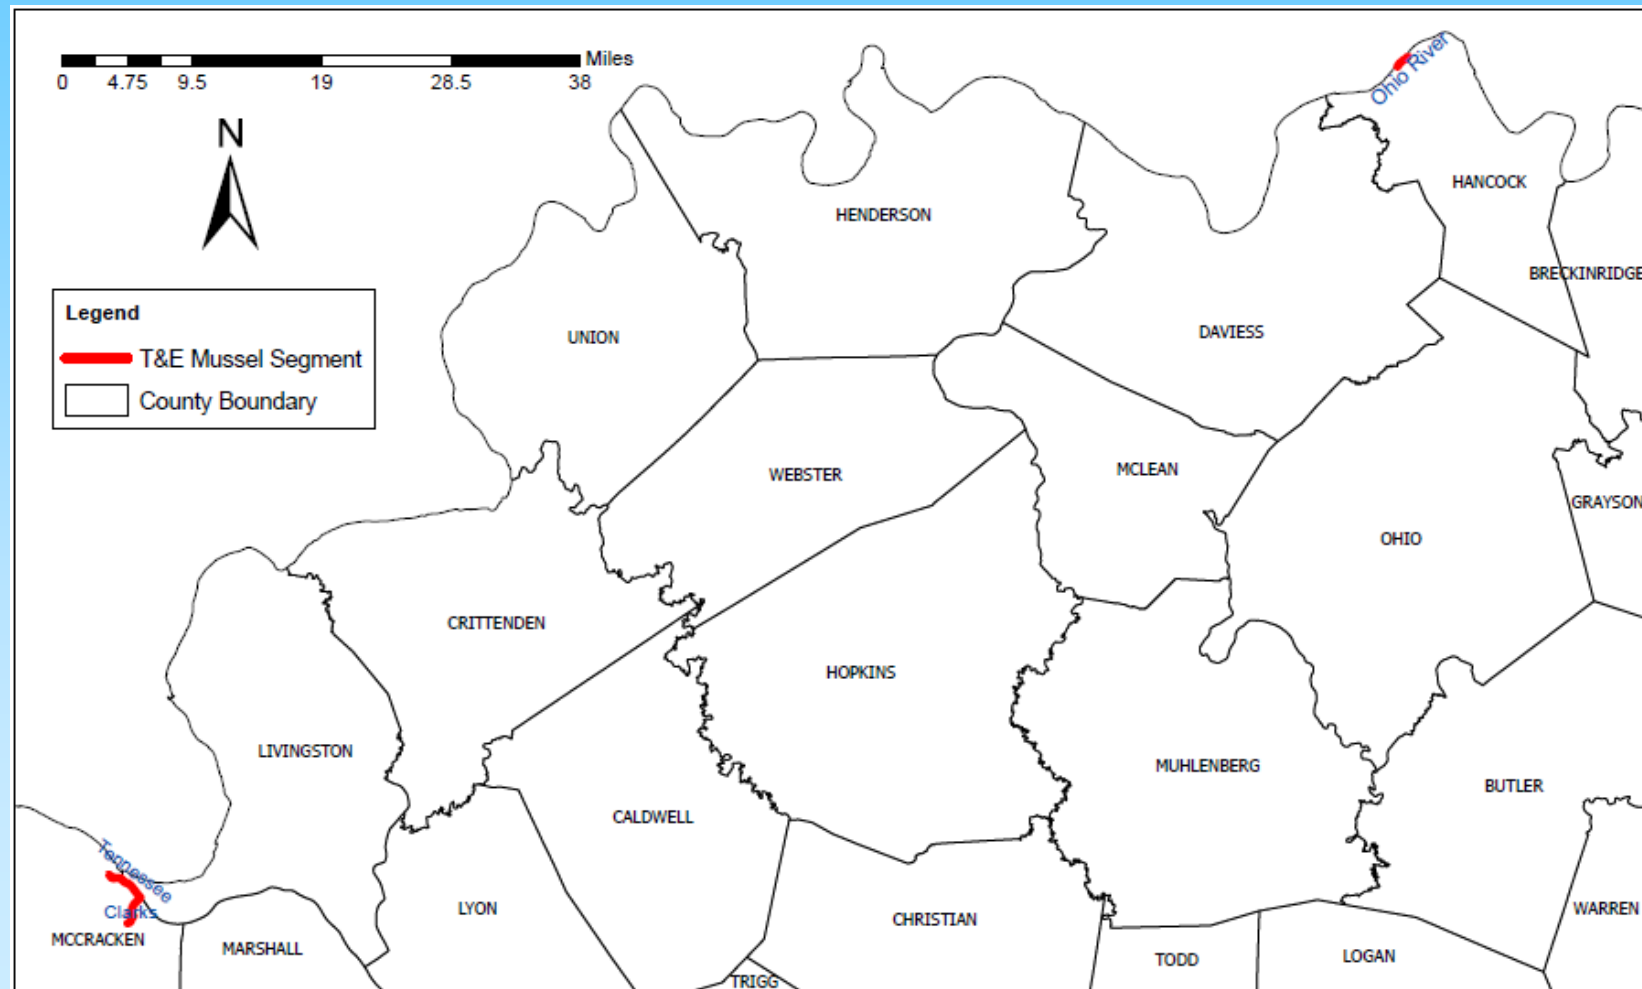 Miles
0 4.75 9.5 19 28.5 38
N
Ohio River
HANCOCK
HENDERSON
BRECKINRIDGE
Legend
T&E Mussel Segment
County Boundary
UNION
DAVIESS
WEBSTER
MCLEAN
GRAYSON
OHIO
CRITTENDEN
HOPKINS
LIVINGSTON
MUHLENBERG
BUTLER
CALDWELL
Tennessee
Clarks
MCCRACKEN
MARSHALL
LYON
CHRISTIAN
WARREN
TODD
LOGAN
TRIGG